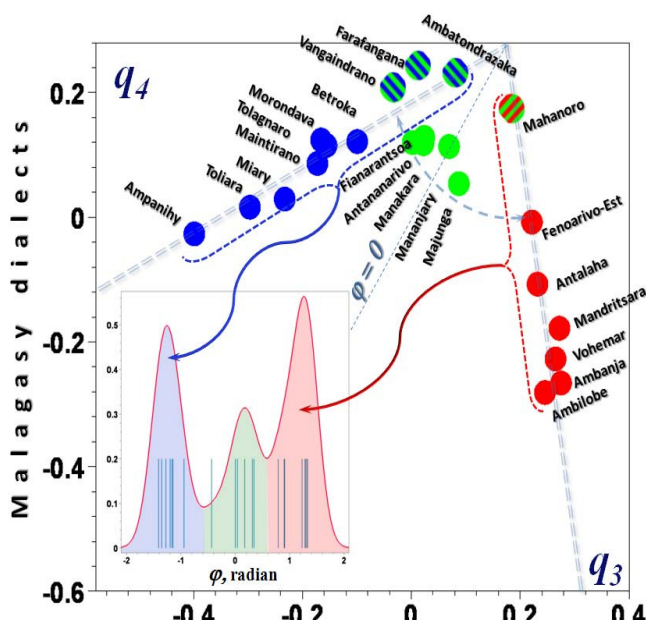 Malagasy dialects
q4
q3
0.2
0
-0.2
-0.4
-0.6
-0.4
-0.2
0
0.2
0.4
Farafangana
Vangaindrano
Ambatondrazaka
Betroka
Morondava
Tolagnaro
Maintirano
Miary
Toliara
Ampanihy
Fianarantsoa
Antananarivo
Manakara
Mananjary
Majunga
Mahanoro
Fenoarivo-Est
Antalaha
Mandritsara
Vohemar
Ambanja
Ambilobe
φ = 0
0.5
0.4
0.3
0.2
0.1
0
-2
-1
0
1
2
φ, radian